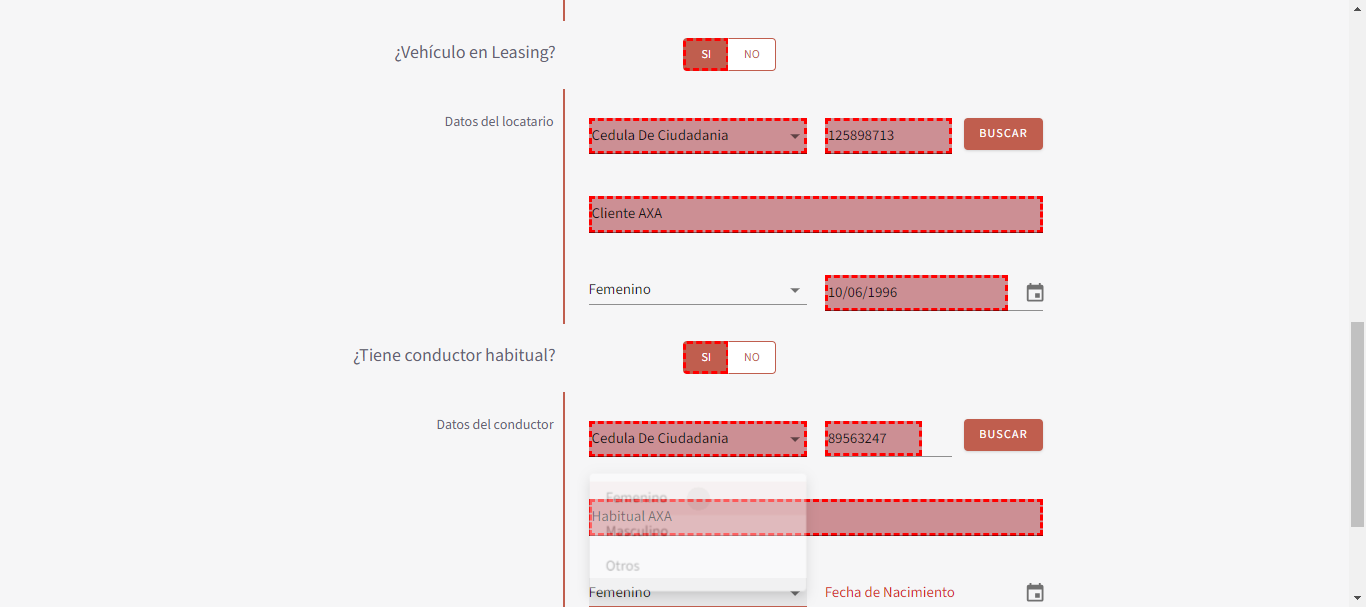 ¿Vehículo en Leasing? SI NO
Datos del locatario Cedula De Ciudadania 125898713 BUSCAR
Cliente AXA
Femenino 10/06/1996
¿Tiene conductor habitual? SI NO
Datos del conductor Cedula De Ciudadania 89563247 BUSCAR
Femenino
Habitual AXA
Masculino
Otros
Femenino Fecha de Nacimiento